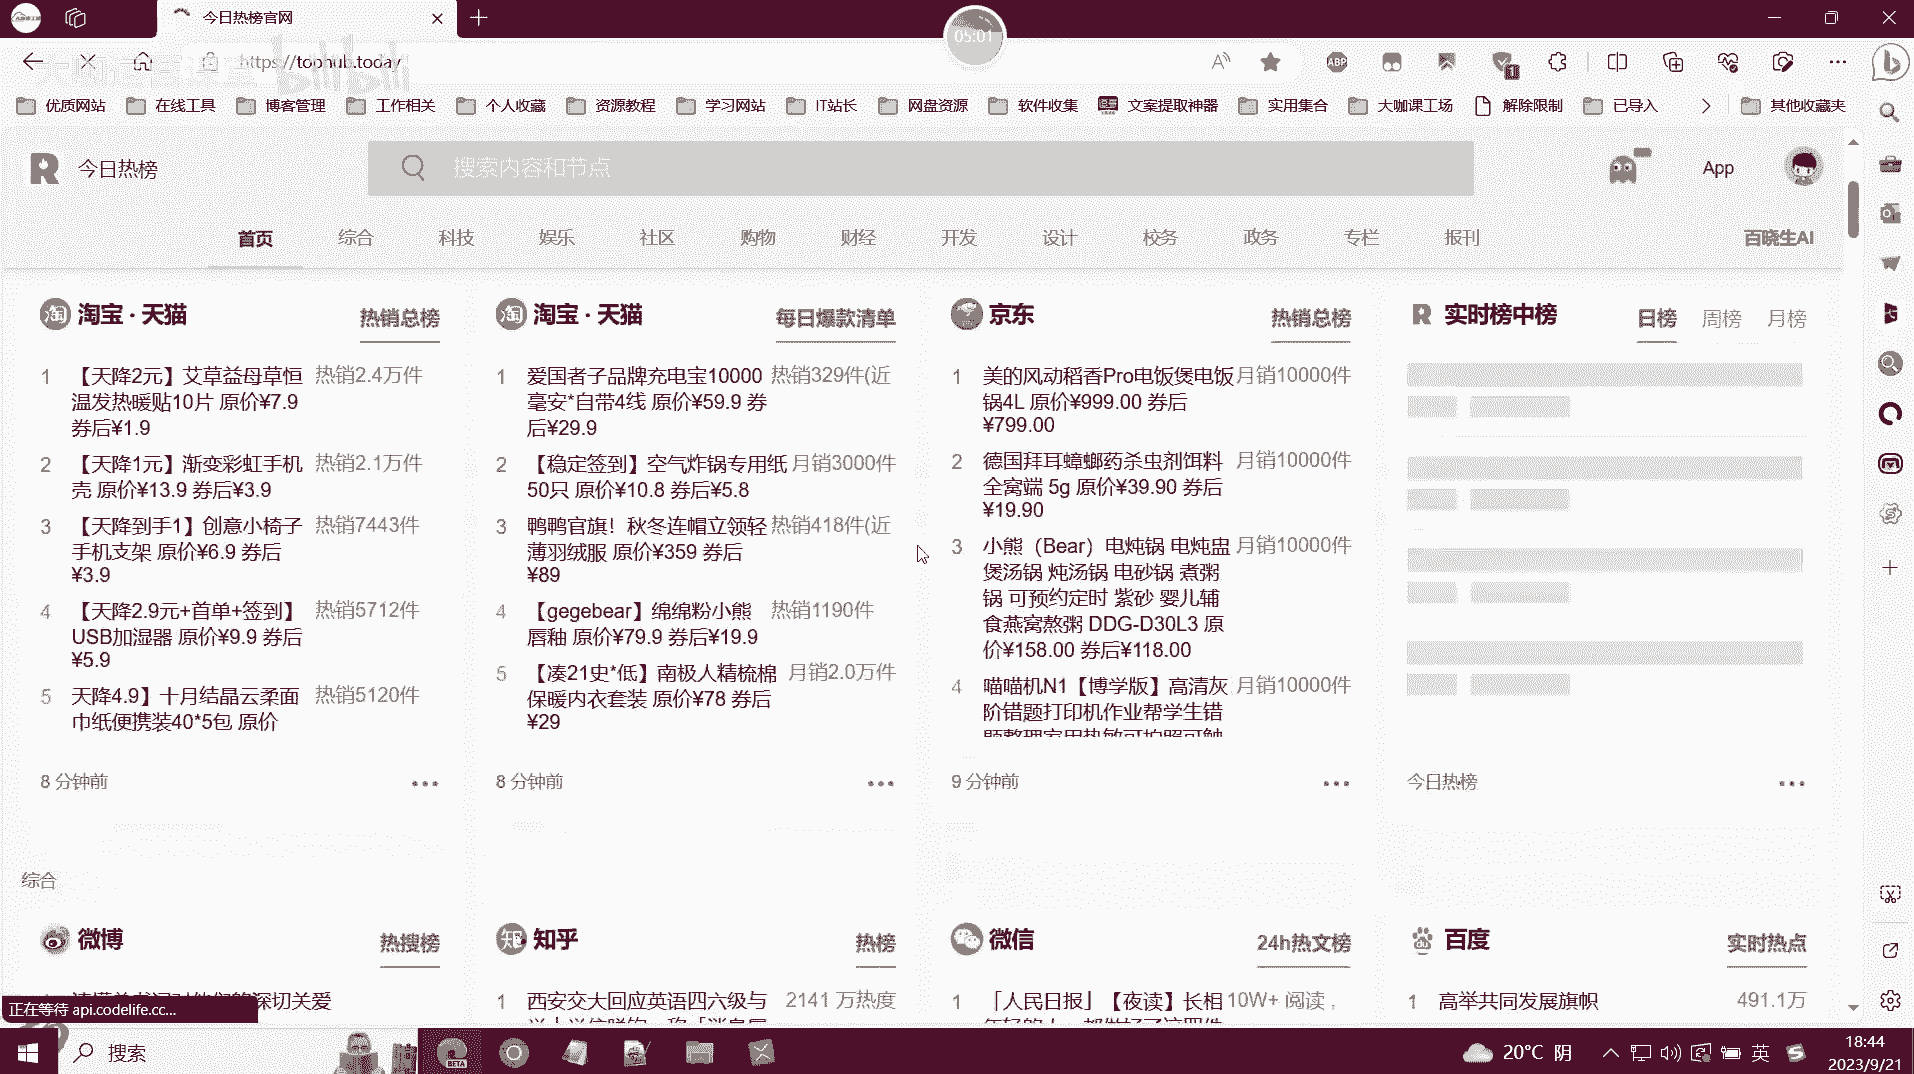 今日热榜官网
05:01
https://tophub.today
bilibili
ABP
1
优质网站
在线工具
博客管理
工作相关
个人收藏
资源教程
学习网站
IT站长
网盘资源
软件收集
文案提取神器
实用集合
大咖课工场
解除限制
已导入
其他收藏夹
今日热榜
搜索内容和节点
App
首页
综合
科技
娱乐
社区
购物
财经
开发
设计
校务
政务
专栏
报刊
百晓生AI
淘宝 · 天猫
热销总榜
1
【天降2元】艾草益母草恒
热销2.4万件
温发热暖贴10片 原价¥7.9
券后¥1.9
2
【天降1元】渐变彩虹手机
热销2.1万件
壳 原价¥13.9 券后¥3.9
3
【天降到手1】创意小椅子
热销7443件
手机支架 原价¥6.9 券后
¥3.9
4
【天降2.9元+首单+签到】
热销5712件
USB加湿器 原价¥9.9 券后
¥5.9
5
天降4.9】十月结晶云柔面
热销5120件
巾纸便携装40*5包 原价
8 分钟前
淘宝 · 天猫
每日爆款清单
1
爱国者子品牌充电宝10000
热销329件(近
毫安*自带4线 原价¥59.9 券
后¥29.9
2
【稳定签到】空气炸锅专用纸
月销3000件
50只 原价¥10.8 券后¥5.8
3
鸭鸭官旗！秋冬连帽立领轻
热销418件(近
薄羽绒服 原价¥359 券后
¥89
4
【gegebear】绵绵粉小熊
热销1190件
唇釉 原价¥79.9 券后¥19.9
5
【凑21史*低】南极人精梳棉
月销2.0万件
保暖内衣套装 原价¥78 券后
¥29
8 分钟前
京东
热销总榜
1
美的风动稻香Pro电饭煲电饭
月销10000件
锅4L 原价¥999.00 券后
¥799.00
2
德国拜耳蟑螂药杀虫剂饵料
月销10000件
全窝端 5g 原价¥39.90 券后
¥19.90
3
小熊（Bear）电炖锅 电炖盅
月销10000件
煲汤锅 炖汤锅 电砂锅 煮粥
锅 可预约定时 紫砂 婴儿辅
食燕窝熬粥 DDG-D30L3 原
价¥158.00 券后¥118.00
4
喵喵机N1【博学版】高清灰
月销10000件
阶错题打印机作业帮学生错
题整理家用热敏可拍照可触
9 分钟前
实时榜中榜
日榜
周榜
月榜
今日热榜
综合
微博
热搜榜
深切关爱
知乎
热榜
1
西安交大回应英语四六级与
2141 万热度
微信
24h热文榜
1
「人民日报」【夜读】长相
10W+ 阅读，
百度
实时热点
1
高举共同发展旗帜
491.1万
正在等待 api.codelife.cc...
搜索
BETA
20°C 阴
英
18:44
2023/9/21